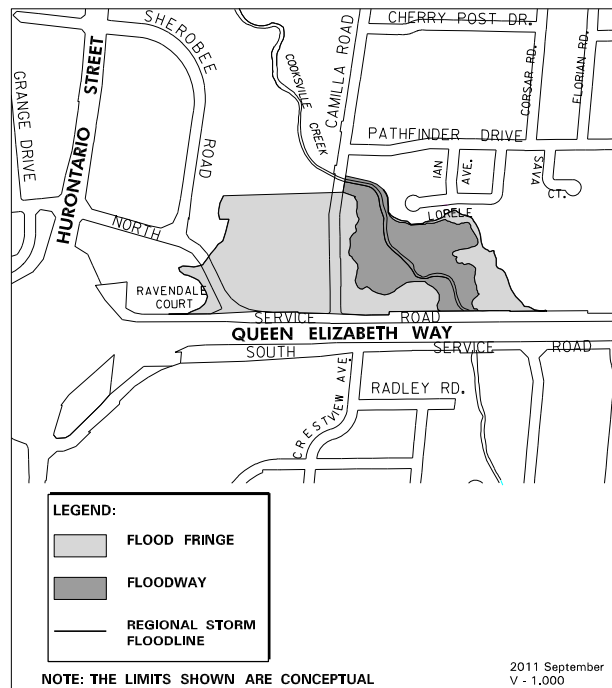 CHERRY POST DR.
SHEROBEE
ROAD
STREET
HURONTARIO
GRANGE DRIVE
COOKSVILLE
CREEK
CAMILLA ROAD
CORSAR RD.
FLORIAN RD.
PATHFINDER DRIVE
IAN
AVE.
SAVA
CT.
LORELE
NORTH
RAVENDALE
COURT
SERVICE ROAD
QUEEN ELIZABETH WAY
SOUTH SERVICE ROAD
CRESTVIEW AVE.
RADLEY RD.
LEGEND:
FLOOD FRINGE
FLOODWAY
REGIONAL STORM
FLOODLINE
NOTE: THE LIMITS SHOWN ARE CONCEPTUAL
2011 September
V - 1.000